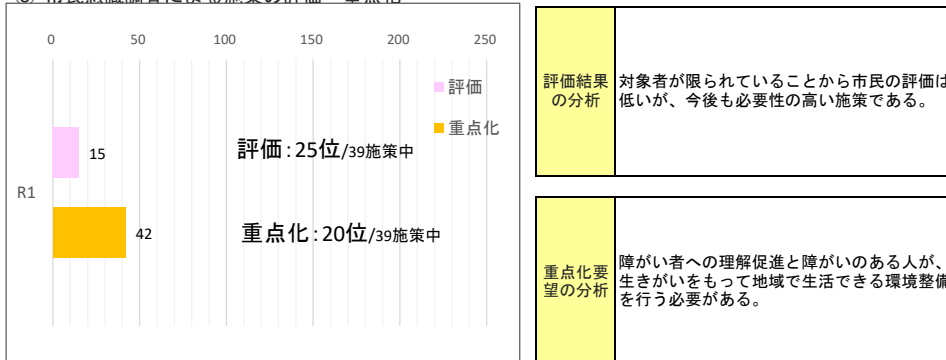 0 50 100 150 200 250
評価
重点化
R1
15
評価：25位/39施策中
42
重点化：20位/39施策中
評価結果
の分析
対象者が限られていることから市民の評価は
低いが、今後も必要性の高い施策である。
重点化要
望の分析
障がい者への理解促進と障がいのある人が、
生きがいをもって地域で生活できる環境整備
を行う必要がある。